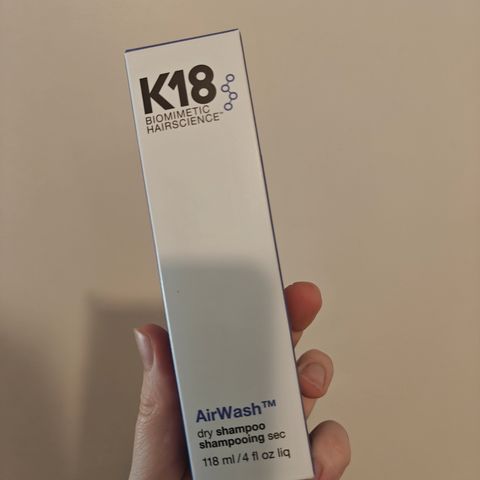 K18
BIOMIMETIC
HAIRSCIENCE™
AirWash™
dry shampoo
shampooing sec
118 ml/4 fl oz liq